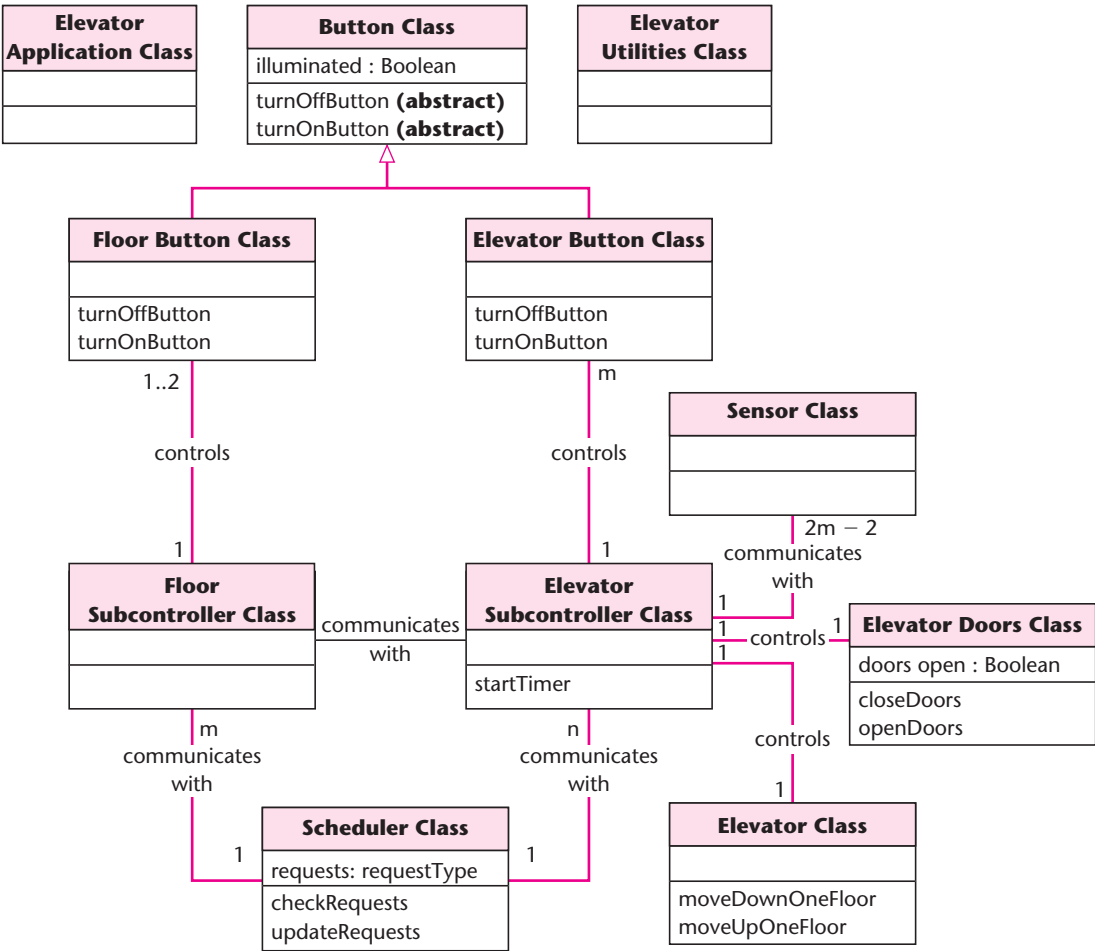 Elevator
Application Class
Button Class
illuminated : Boolean
turnOffButton (abstract)
turnOnButton (abstract)
Elevator
Utilities Class
Floor Button Class
turnOffButton
turnOnButton
Elevator Button Class
turnOffButton
turnOnButton
1..2
controls
1
m
controls
1
Sensor Class
2m − 2
communicates
with
1
Floor
Subcontroller Class
communicates
with
Elevator
Subcontroller Class
startTimer
1
controls
1
Elevator Doors Class
doors open : Boolean
closeDoors
openDoors
1
controls
1
Elevator Class
moveDownOneFloor
moveUpOneFloor
m
communicates
with
1
n
communicates
with
1
Scheduler Class
requests: requestType
checkRequests
updateRequests